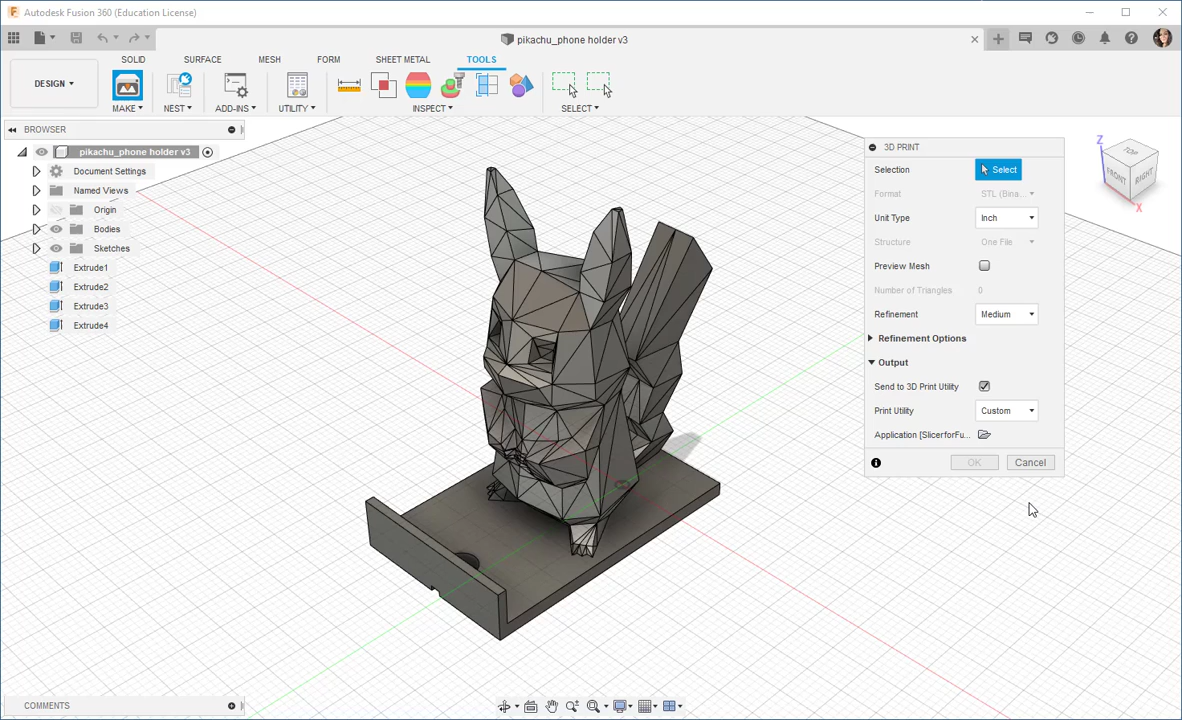 Autodesk Fusion 360 (Education License)
pikachu_phone holder v3
SOLID SURFACE MESH FORM SHEET METAL TOOLS
DESIGN
MAKE NEST ADD-INS UTILITY INSPECT SELECT
BROWSER
pikachu_phone holder v3
Document Settings
Named Views
Origin
Bodies
Sketches
Extrude1
Extrude2
Extrude3
Extrude4
3D PRINT
Selection Select
Format STL (Bina...
Unit Type Inch
Structure One File
Preview Mesh
Number of Triangles 0
Refinement Medium
Refinement Options
Output
Send to 3D Print Utility
Print Utility Custom
Application [SlicerforFu...
OK Cancel
Z
TOP
FRONT RIGHT
X
COMMENTS